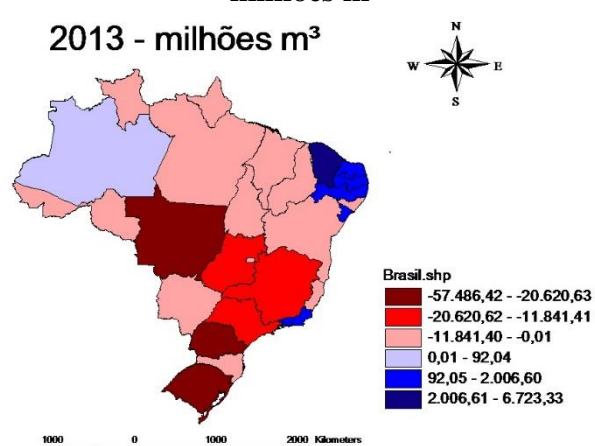 2013 - milhões m³
N
W E
S
Brasil.shp
-57.486,42 - -20.620,63
-20.620,62 - -11.841,41
-11.841,40 - -0,01
0,01 - 92,04
92,05 - 2.006,60
2.006,61 - 6.723,33
1000 0 1000 2000 Kilometers